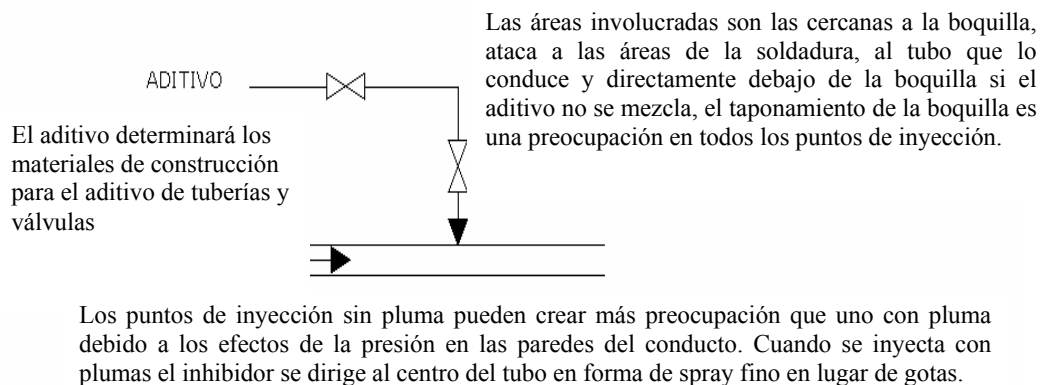 Las áreas involucradas son las cercanas a la boquilla,
ataca a las áreas de la soldadura, al tubo que lo
conduce y directamente debajo de la boquilla si el
aditivo no se mezcla, el taponamiento de la boquilla es
una preocupación en todos los puntos de inyección.
ADITIVO
El aditivo determinará los
materiales de construcción
para el aditivo de tuberías y
válvulas
Los puntos de inyección sin pluma pueden crear más preocupación que uno con pluma
debido a los efectos de la presión en las paredes del conducto. Cuando se inyecta con
plumas el inhibidor se dirige al centro del tubo en forma de spray fino en lugar de gotas.